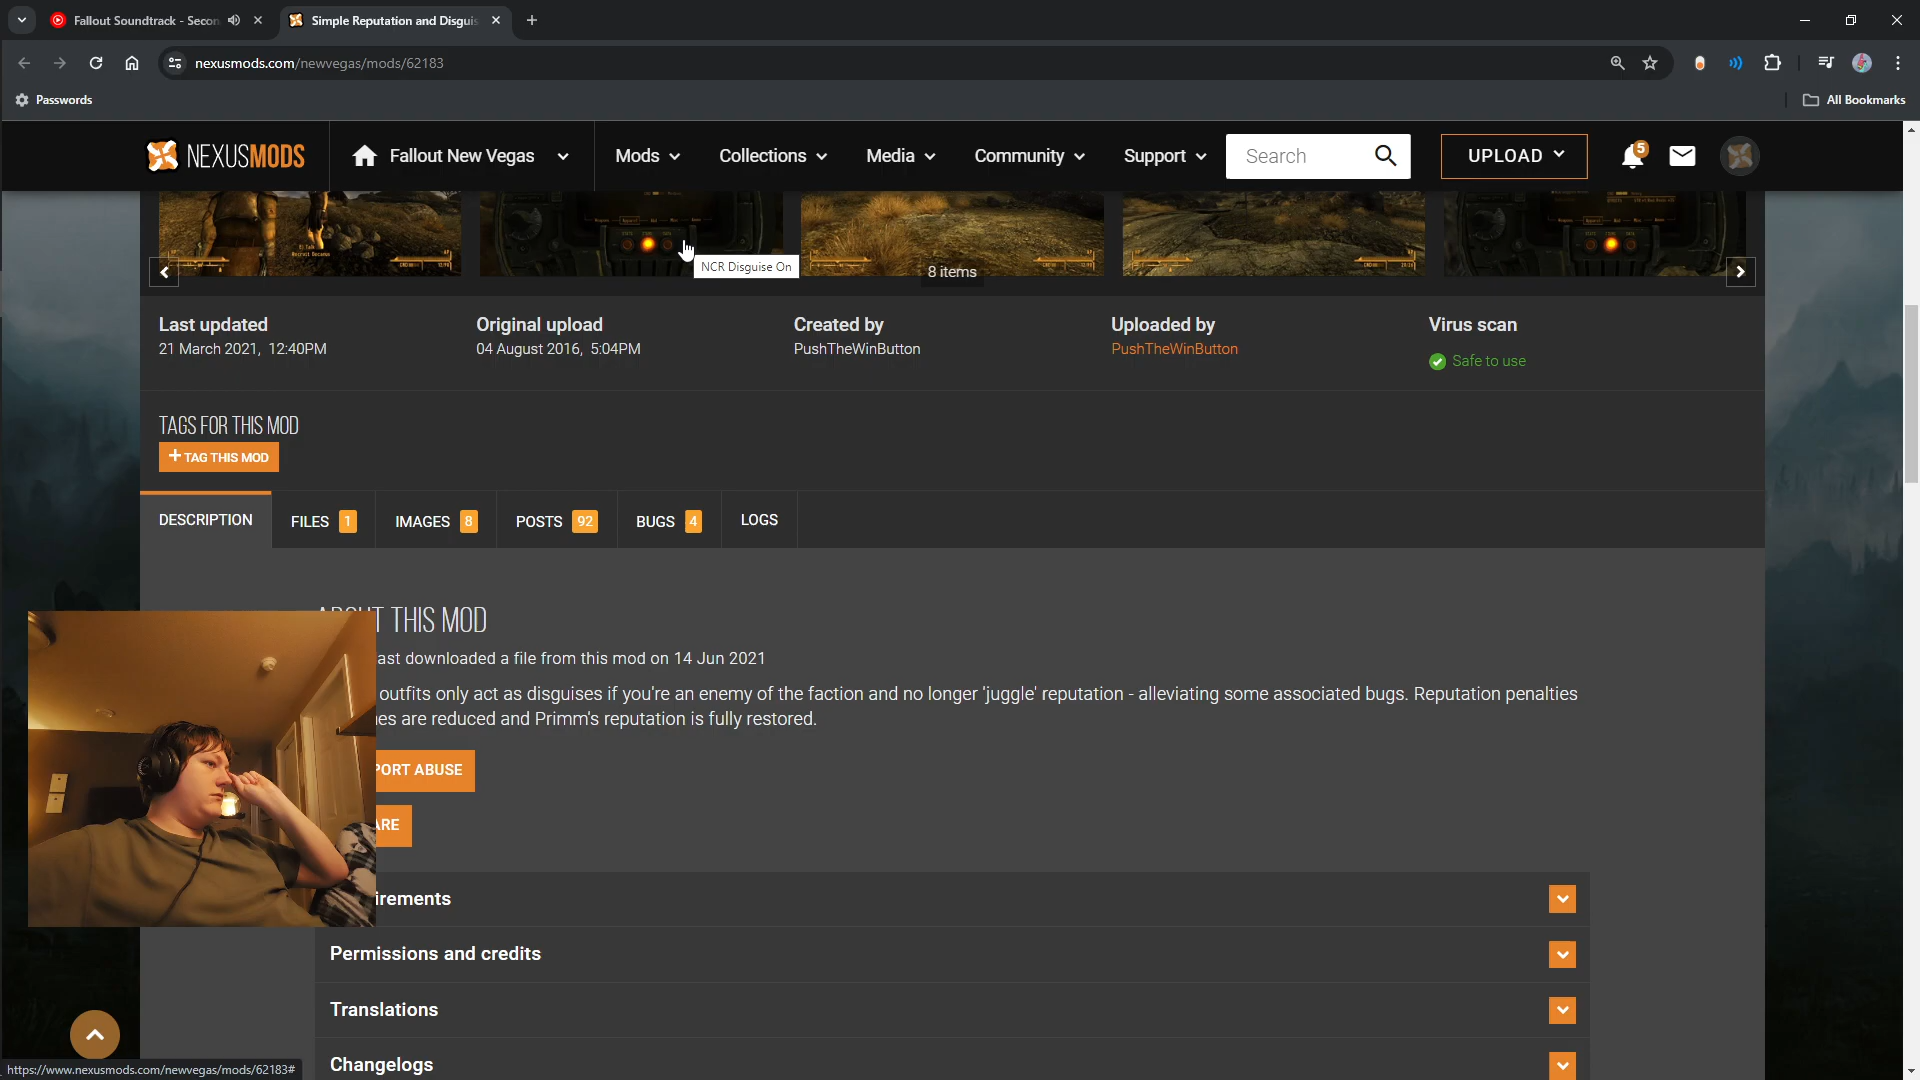 Fallout Soundtrack - Secon
Simple Reputation and Disguis
nexusmods.com/newvegas/mods/62183
Passwords
All Bookmarks
NEXUSMODS
Fallout New Vegas
Mods
Collections
Media
Community
Support
Search
UPLOAD
5
NCR Disguise On
8 items
Last updated
21 March 2021, 12:40PM
Original upload
04 August 2016, 5:04PM
Created by
PushTheWinButton
Uploaded by
PushTheWinButton
Virus scan
Safe to use
TAGS FOR THIS MOD
+ TAG THIS MOD
DESCRIPTION
FILES 1
IMAGES 8
POSTS 92
BUGS 4
LOGS
THIS MOD
ast downloaded a file from this mod on 14 Jun 2021
outfits only act as disguises if you're an enemy of the faction and no longer 'juggle' reputation - alleviating some associated bugs. Reputation penalties
es are reduced and Primm's reputation is fully restored.
PORT ABUSE
ARE
irements
Permissions and credits
Translations
Changelogs
https://www.nexusmods.com/newvegas/mods/62183#